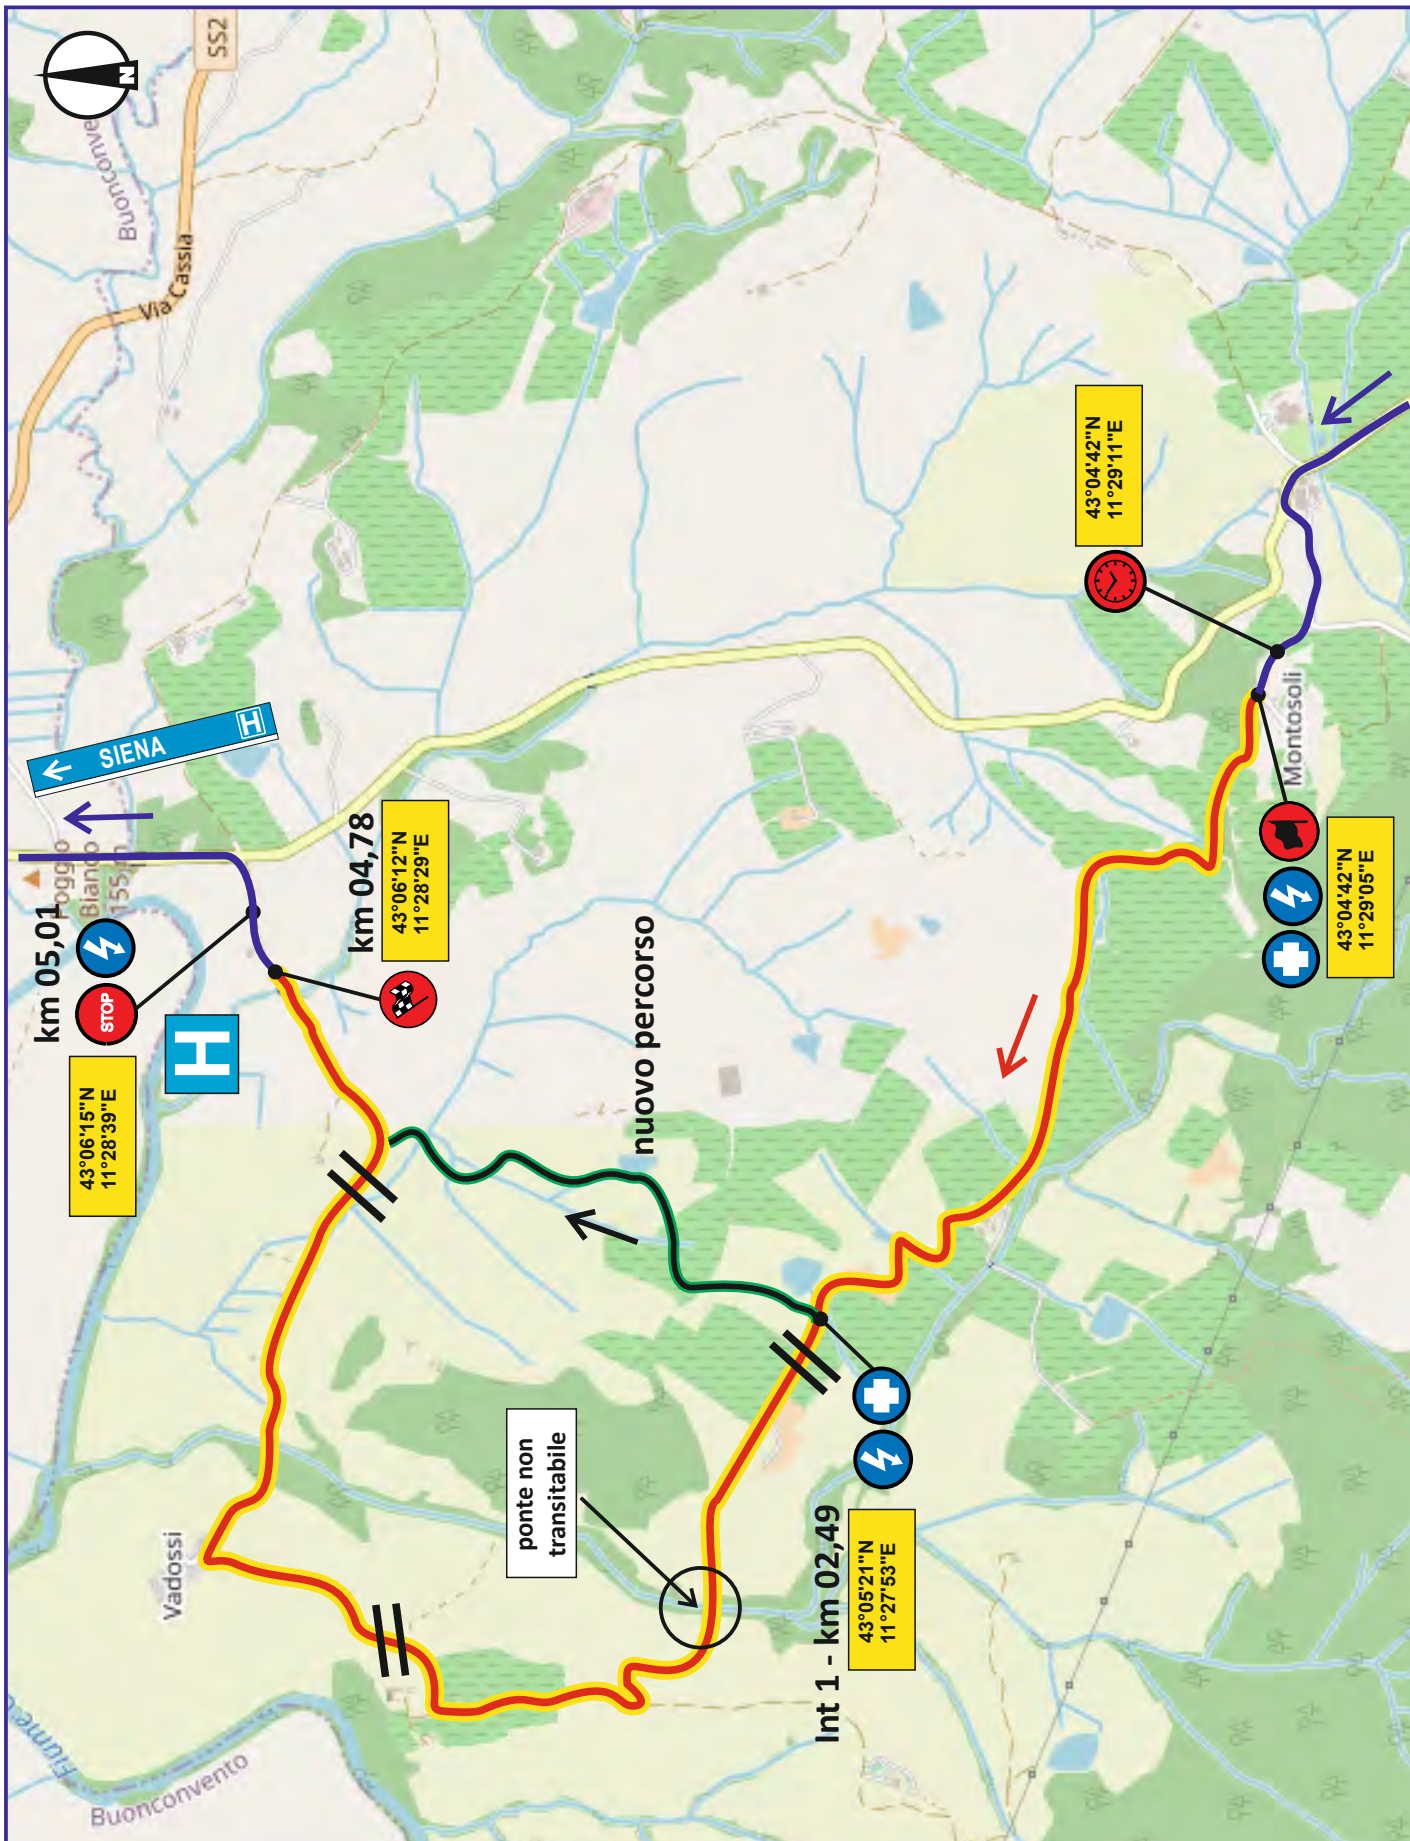 N
SS2
Via Cassia
Buonconve
SIENA
H
Poggio
Bianco
155 m
km 05,01
STOP
43°06'15"N
11°28'39"E
H
km 04,78
43°06'12"N
11°28'29"E
nuovo percorso
43°04'42"N
11°29'11"E
Montosoli
43°04'42"N
11°29'05"E
ponte non
transitabile
Vadossi
Int 1 - km 02,49
43°05'21"N
11°27'53"E
Fiume
Buonconvento